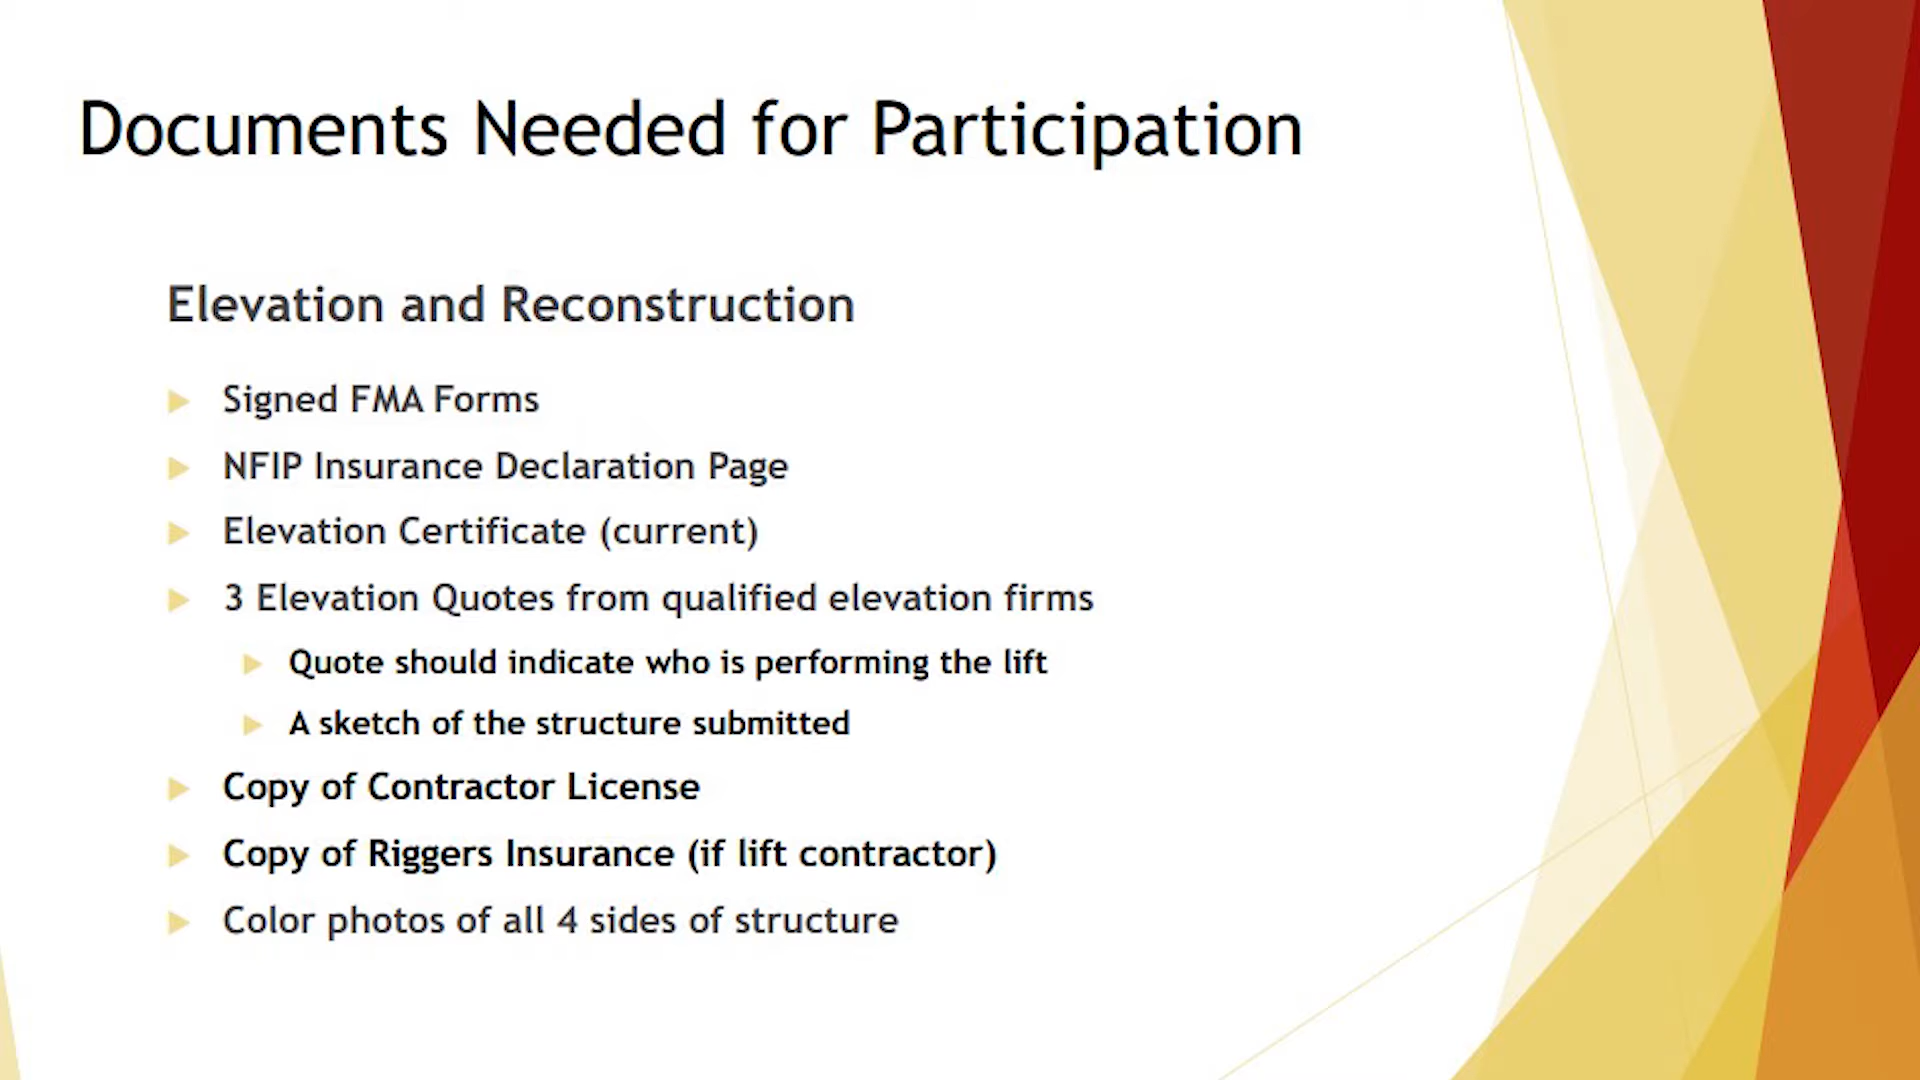 Documents Needed for Participation
Elevation and Reconstruction
Signed FMA Forms
NFIP Insurance Declaration Page
Elevation Certificate (current)
3 Elevation Quotes from qualified elevation firms
Quote should indicate who is performing the lift
A sketch of the structure submitted
Copy of Contractor License
Copy of Riggers Insurance (if lift contractor)
Color photos of all 4 sides of structure